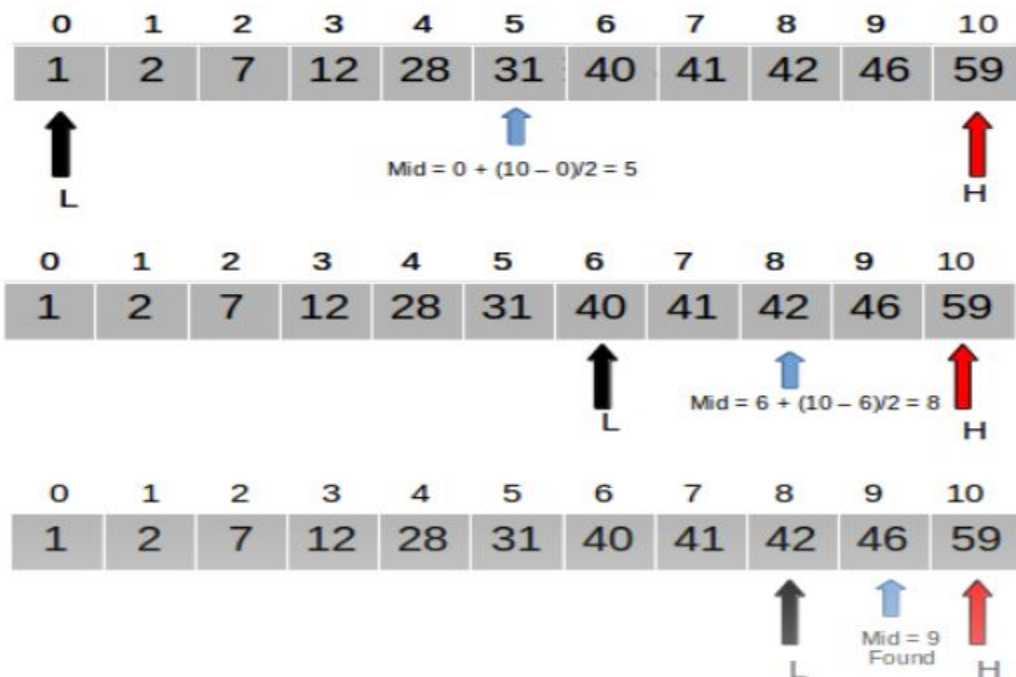 0 1 2 3 4 5 6 7 8 9 10
1 2 7 12 28 31 40 41 42 46 59
Mid = 0 + (10 – 0)/2 = 5
L H
0 1 2 3 4 5 6 7 8 9 10
1 2 7 12 28 31 40 41 42 46 59
Mid = 6 + (10 – 6)/2 = 8
L H
0 1 2 3 4 5 6 7 8 9 10
1 2 7 12 28 31 40 41 42 46 59
Mid = 9
Found
L H